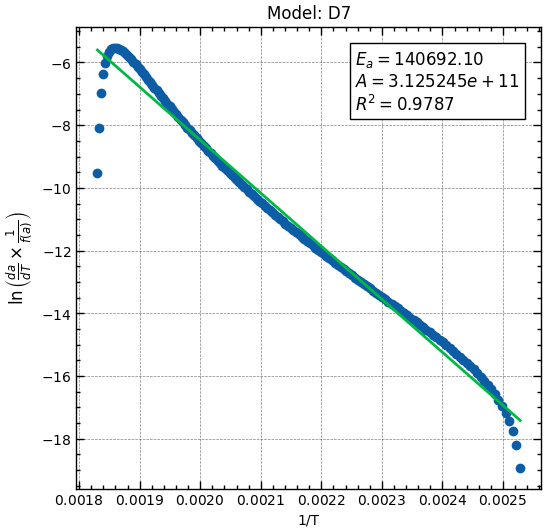 Model: D7
E_a = 140692.10
A = 3.125245e + 11
R² = 0.9787
−6
−8
−10
−12
−14
−16
−18
ln (da/dT × 1/f(a))
0.0018 0.0019 0.0020 0.0021 0.0022 0.0023 0.0024 0.0025
1/T